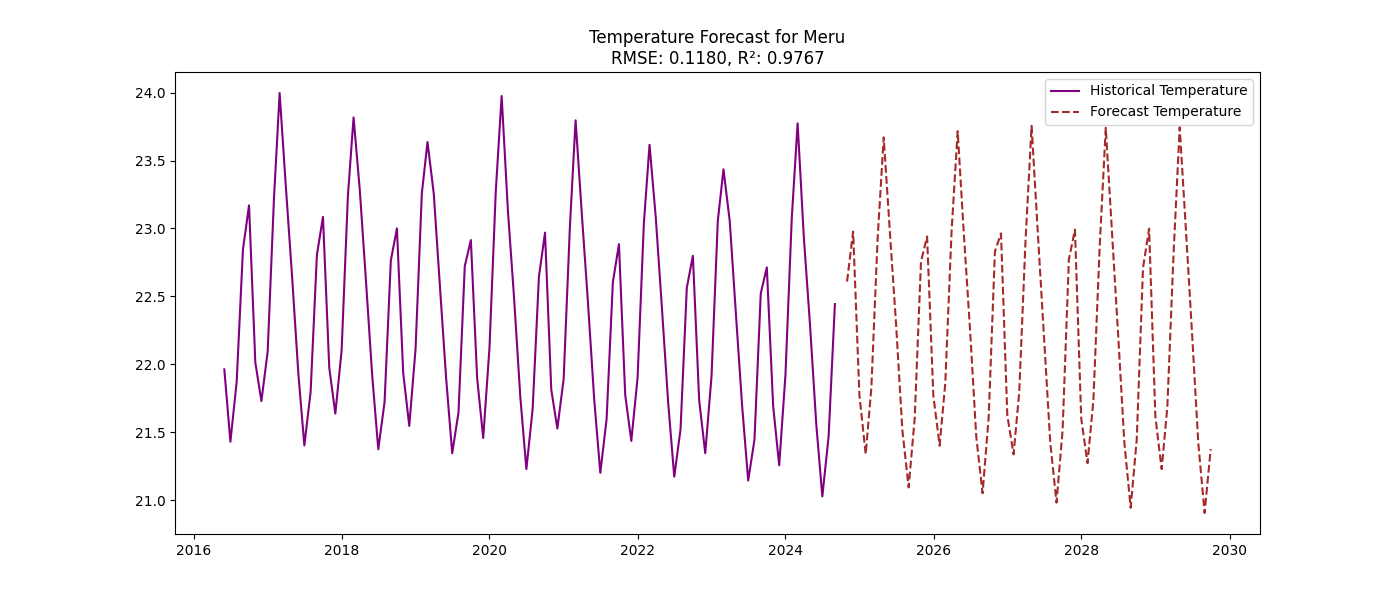 Temperature Forecast for Meru
RMSE: 0.1180, R²: 0.9767
Historical Temperature
Forecast Temperature
24.0
23.5
23.0
22.5
22.0
21.5
21.0
2016 2018 2020 2022 2024 2026 2028 2030